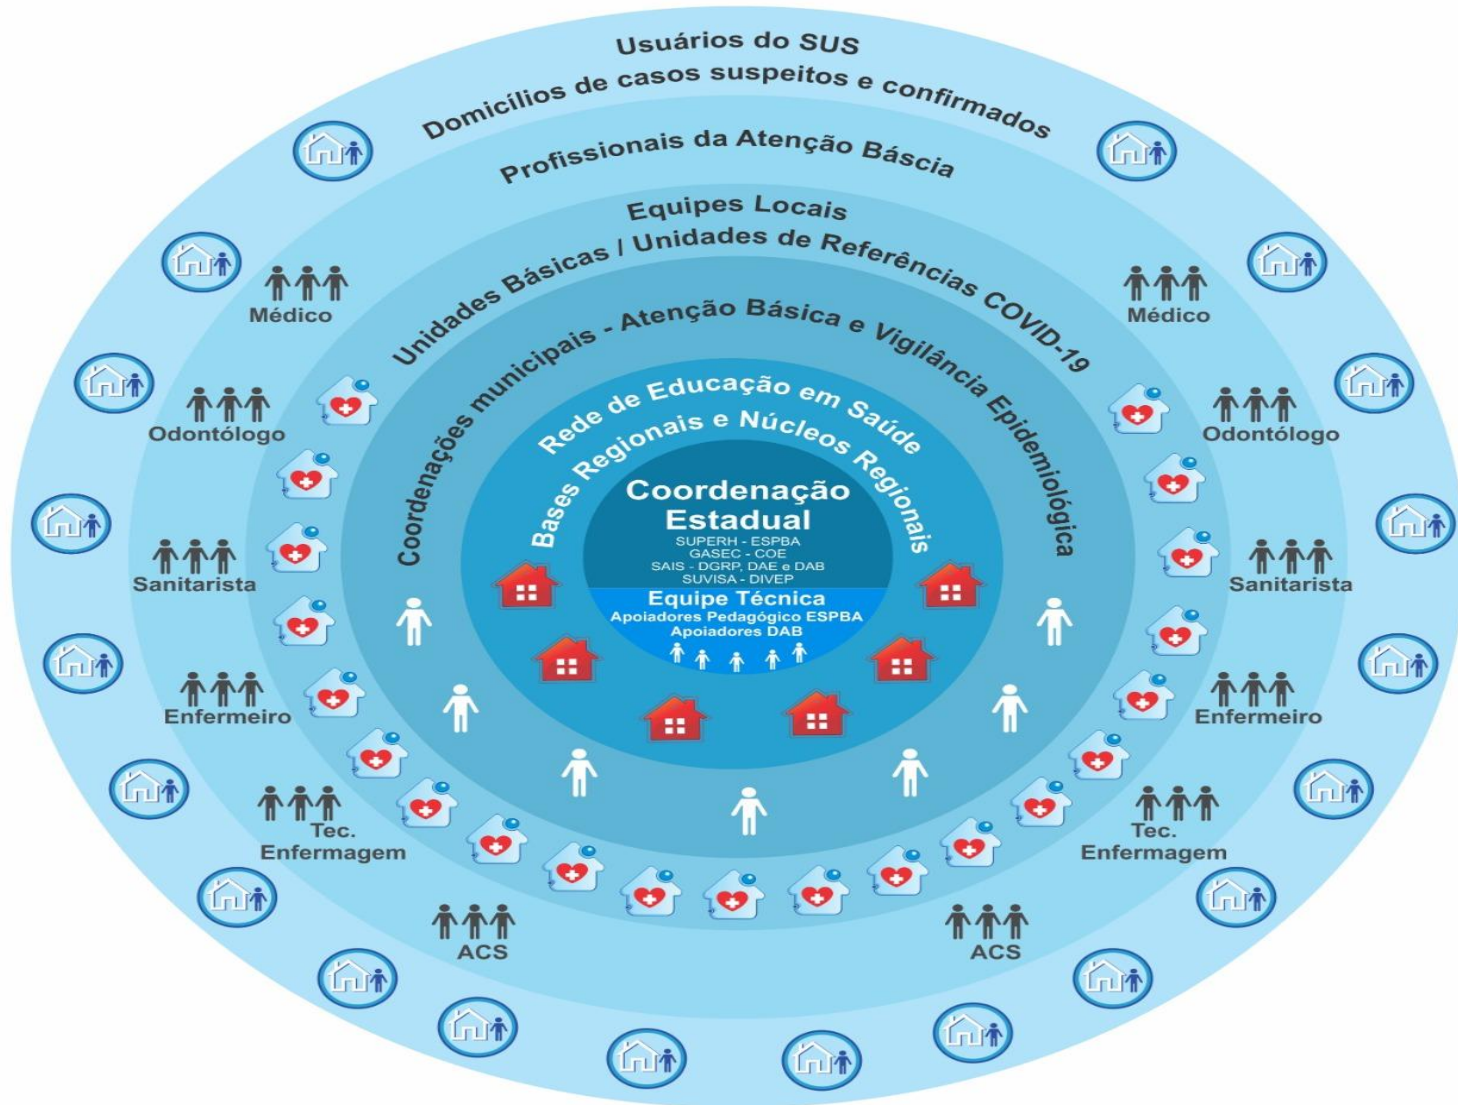 Usuários do SUS
Domicílios de casos suspeitos e confirmados
Profissionais da Atenção Báscia
Equipes Locais
Unidades Básicas / Unidades de Referências COVID-19
Coordenações municipais - Atenção Básica e Vigilância Epidemiológica
Rede de Educação em Saúde
Bases Regionais e Núcleos Regionais
Coordenação
Estadual
SUPERH - ESPBA
GASEC - COE
SAIS - DGRP, DAE e DAB
SUVISA - DIVEP
Equipe Técnica
Apoiadores Pedagógico ESPBA
Apoiadores DAB
Médico
Médico
Odontólogo
Odontólogo
Sanitarista
Sanitarista
Enfermeiro
Enfermeiro
Tec.
Enfermagem
Tec.
Enfermagem
ACS
ACS